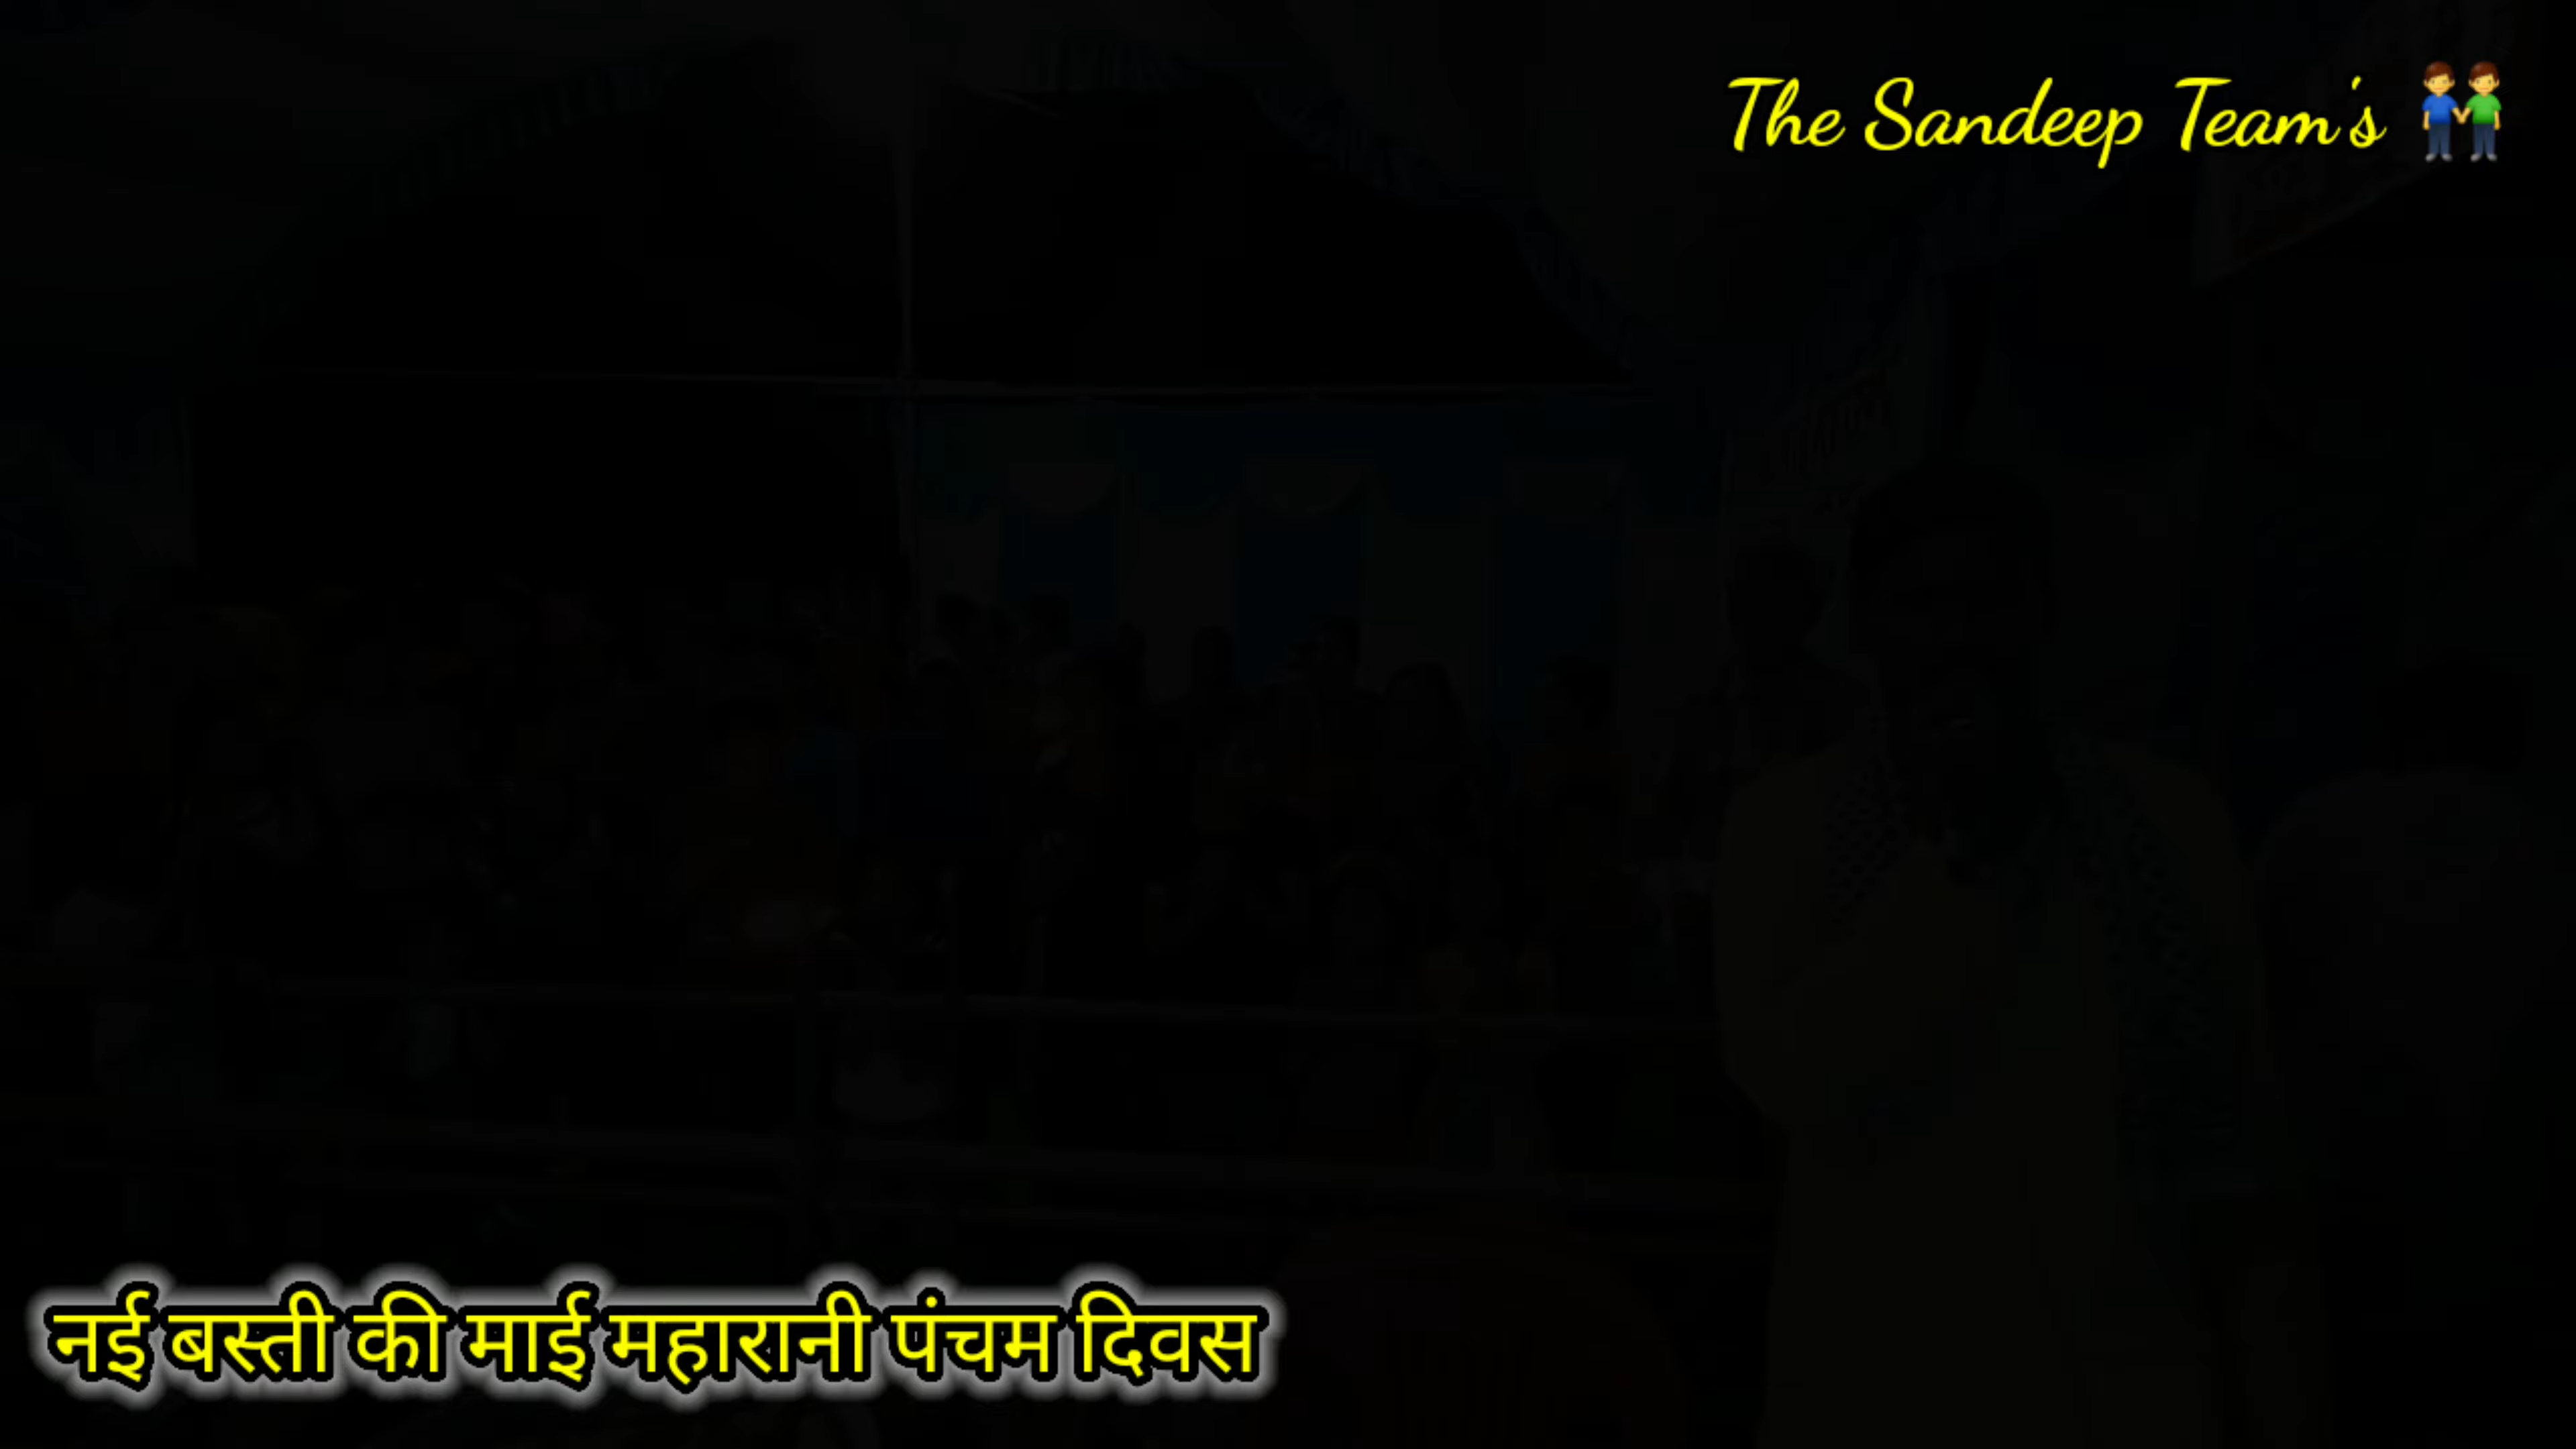 The Sandeep Team's 👬
नई बस्ती की माई महारानी पंचम दिवस